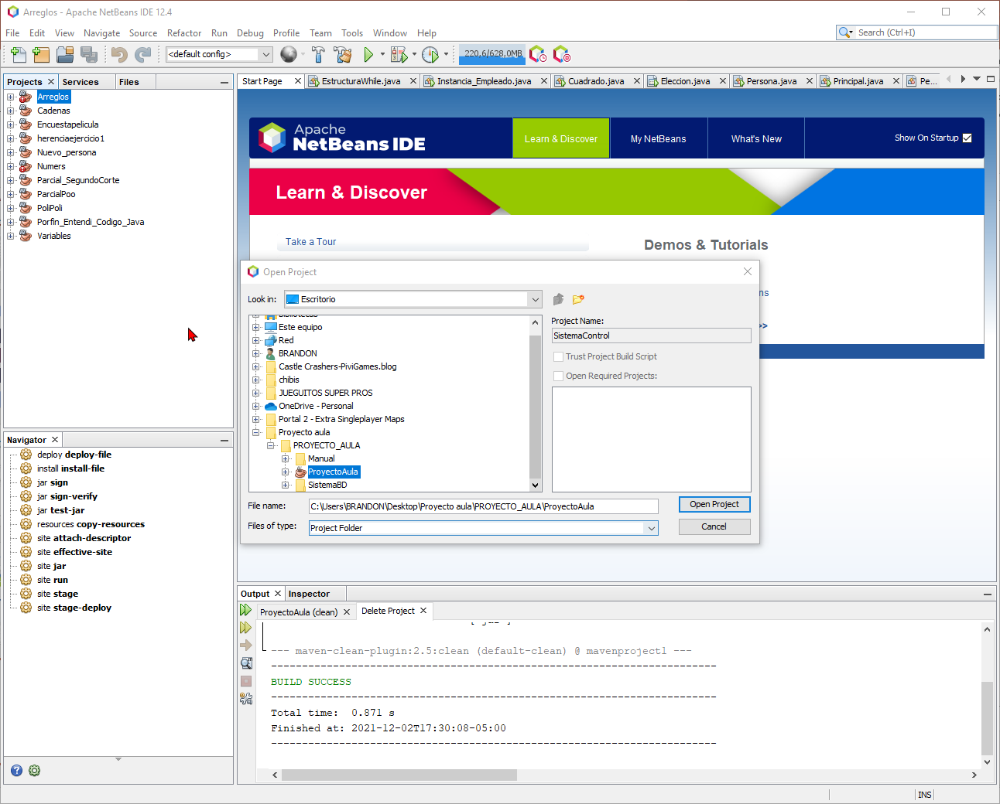 Arreglos - Apache NetBeans IDE 12.4
File Edit View Navigate Source Refactor Run Debug Profile Team Tools Window Help
Search (Ctrl+I)
<default config>
220,6/628,0MB
Projects Services Files
Arreglos
Cadenas
Encuestapelicula
herenciaejercicio1
Nuevo_persona
Numers
Parcial_SegundoCorte
ParcialPoo
PoliPoli
Porfin_Entendi_Codigo_Java
Variables
Start Page EstructuraWhile.java Instancia_Empleado.java Cuadrado.java Eleccion.java Persona.java Principal.java Pe...
Apache
NetBeans IDE
Learn & Discover My NetBeans What's New Show On Startup
Learn & Discover
Take a Tour
Demos & Tutorials
ns
>>
Open Project
Look in: Escritorio
Bibliotecas
Este equipo
Red
BRANDON
Castle Crashers-PiviGames.blog
chibis
JUEGUITOS SUPER PROS
OneDrive - Personal
Portal 2 - Extra Singleplayer Maps
Proyecto aula
PROYECTO_AULA
Manual
ProyectoAula
SistemaBD
Project Name:
SistemaControl
Trust Project Build Script
Open Required Projects:
File name: C:\Users\BRANDON\Desktop\Proyecto aula\PROYECTO_AULA\ProyectoAula
Open Project
Files of type: Project Folder
Cancel
Navigator
deploy deploy-file
install install-file
jar sign
jar sign-verify
jar test-jar
resources copy-resources
site attach-descriptor
site effective-site
site jar
site run
site stage
site stage-deploy
Output Inspector
ProyectoAula (clean) Delete Project
--- maven-clean-plugin:2.5:clean (default-clean) @ mavenproject1 ---
------------------------------------------------------------------------
BUILD SUCCESS
------------------------------------------------------------------------
Total time:  0.871 s
Finished at: 2021-12-02T17:30:08-05:00
------------------------------------------------------------------------
INS